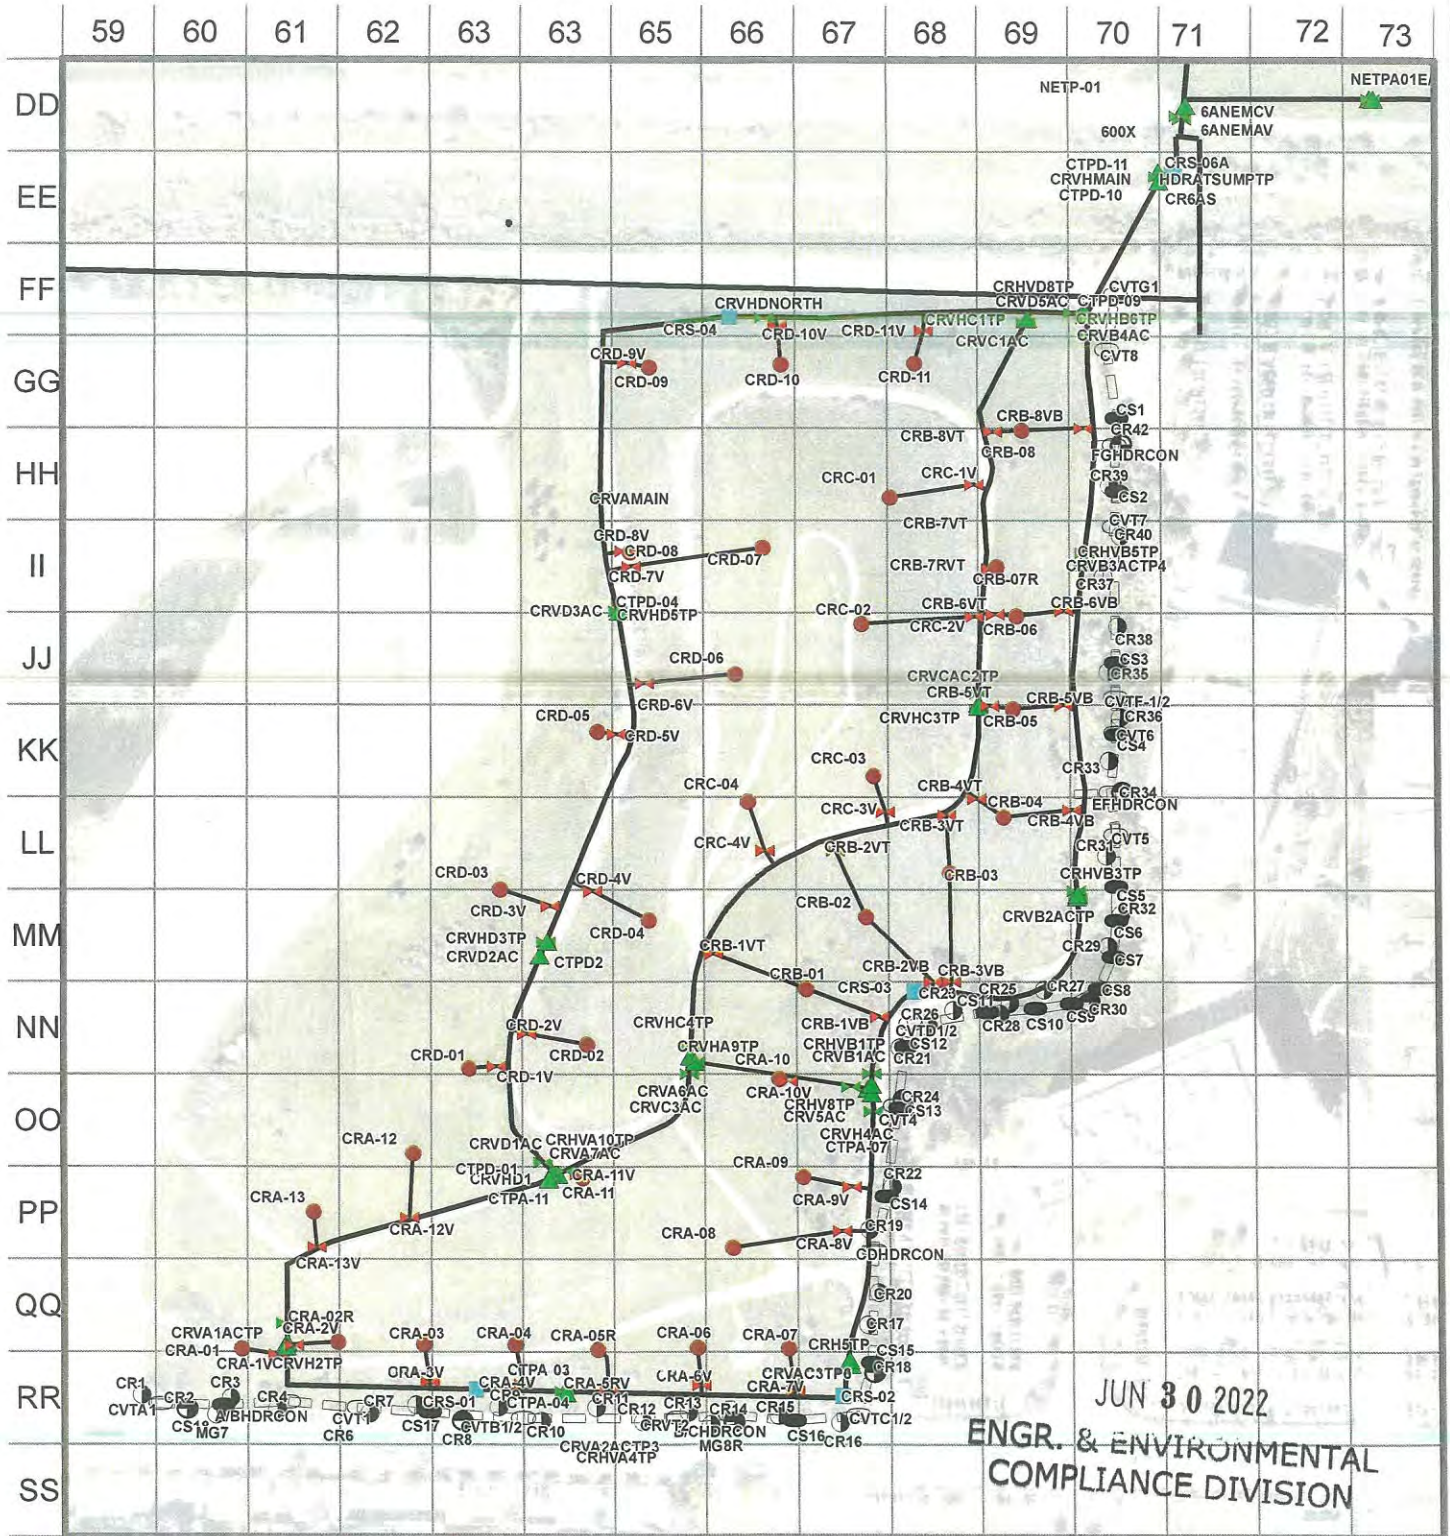 59 60 61 62 63 63 65 66 67 68 69 70 71 72 73
DD
NETP-01
NETPA01E
6ANEMCV
600X
6ANEMAV
EE
CTPD-11
CRS-06A
CRVHMAIN
HDRATSUMPTP
CTPD-10
CR6AS
FF
CRHVD8TP
CVTG1
CRVHDNORTH
CRVD5AC
CTPD-09
CRS-04
CRD-10V
CRD-11V
CRVHC1TP
CRVHB6TP
CRVC1AC
CRVB4AC
GG
CRD-9V
CVT8
CRD-09
CRD-10
CRD-11
CS1
CRB-8VB
CR42
CRB-8VT
CRB-08
FGHDRCON
HH
CRC-01
CRC-1V
CR39
CRVAMAIN
CS2
CRB-7VT
CVT7
CR40
CRD-8V
CRD-08
CRD-07
CRHVB5TP
II
CRD-7V
CRB-7RVT
CRB-07R
CRVB3ACTP4
CR37
CTPD-04
CRVD3AC
CRVHD5TP
CRC-02
CRB-6VT
CRB-6VB
CRC-2V
CRB-06
CR38
JJ
CRD-06
CS3
CR35
CRVCAC2TP
CRD-6V
CRB-5VT
CRB-5VB
CVTF-1/2
CRD-05
CRVHC3TP
CRB-05
CR36
KK
CRD-5V
CVT6
CS4
CRC-03
CR33
CRC-04
CRB-4VT
CRB-04
CR34
CRC-3V
CRB-3VT
CRB-4VB
EFHDRCON
LL
CRC-4V
CRB-2VT
CVT5
CR31
CRD-03
CRD-4V
CRB-03
CRHVB3TP
CRD-3V
CRB-02
CRVB2ACTP
CS5
CR32
MM
CRVHD3TP
CRD-04
CS6
CRVD2AC
CTPD2
CRB-1VT
CR29
CS7
CRB-01
CRB-2VB
CRB-3VB
CRS-03
CR23
CR25
CR27
CS8
NN
CRD-2V
CRVHC4TP
CRB-1VB
CR26
CS11
CR28
CS10
CS9
CR30
CVTD1/2
CRVHA9TP
CRHVB1TP
CS12
CRD-01
CRD-02
CRA-10
CRVB1AC
CR21
CRD-1V
CRVA6AC
CRA-10V
CRHV8TP
CR24
OO
CRVC3AC
CRV5AC
CS13
CVT4
CRA-12
CRVD1AC
CRHVA10TP
CRVH4AC
CRVA7AC
CTPA-07
CTPD-01
CRA-11V
CRA-09
CR22
CRA-13
CRVHD1
CRA-11
CTPA-11
CRA-9V
CS14
PP
CRA-12V
CRA-08
CR19
CRA-8V
CRA-13V
CDHDRCON
QQ
CR20
CRA-02R
CR17
CRVA1ACTP
CRA-2V
CRA-03
CRA-04
CRA-05R
CRA-06
CRA-07
CRH5TP
CRA-01
CS15
CRA-1V
CRVH2TP
CRA-3V
CTPA 03
CRA-6V
CRVAC3TP6
CR18
RR
CR1
CR3
CRA-4V
CRA-5RV
CRA-7V
CR2
CR4
CR7
CRS-01
CR9
CTPA-04
CR11
CR13
CR15
CRS-02
CVTA1
A/BHDRCON
CVT1
CR12
CR14
CS18
CS17
CVTB1/2
CRVT2
CHDRCON
CS16
CVTC1/2
MG7
CR6
CR8
CR10
MG8R
CR16
CRVA2ACTP3
CRHVA4TP
SS
JUN 30 2022
ENGR. & ENVIRONMENTAL
COMPLIANCE DIVISION